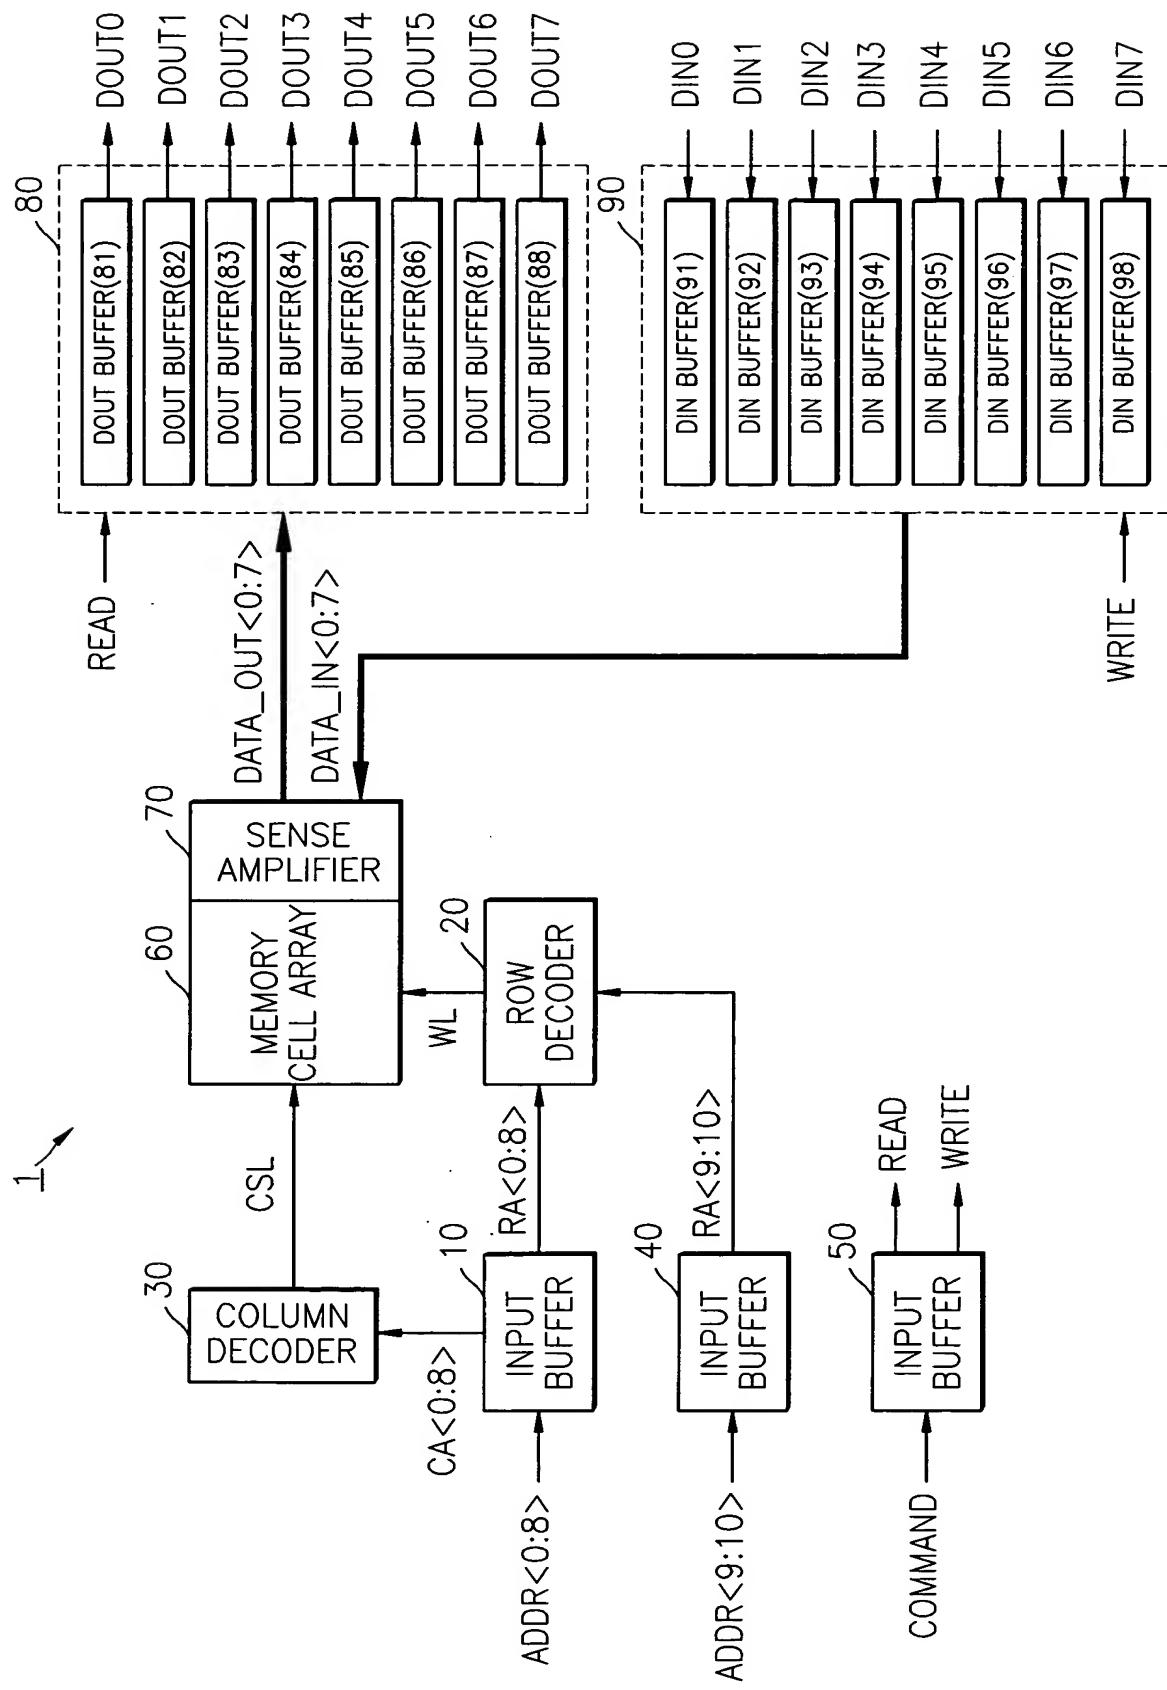 1
ADDR<0:8>
INPUT
BUFFER
10
CA<0:8>
COLUMN
DECODER
30
CSL
RA<0:8>
ROW
DECODER
20
WL
MEMORY
CELL ARRAY
60
SENSE
AMPLIFIER
70
ADDR<9:10>
INPUT
BUFFER
40
RA<9:10>
COMMAND
INPUT
BUFFER
50
READ
WRITE
DATA_OUT<0:7>
DATA_IN<0:7>
READ
80
DOUT BUFFER(81)
DOUT0
DOUT BUFFER(82)
DOUT1
DOUT BUFFER(83)
DOUT2
DOUT BUFFER(84)
DOUT3
DOUT BUFFER(85)
DOUT4
DOUT BUFFER(86)
DOUT5
DOUT BUFFER(87)
DOUT6
DOUT BUFFER(88)
DOUT7
90
DIN BUFFER(91)
DIN0
DIN BUFFER(92)
DIN1
DIN BUFFER(93)
DIN2
DIN BUFFER(94)
DIN3
DIN BUFFER(95)
DIN4
DIN BUFFER(96)
DIN5
DIN BUFFER(97)
DIN6
DIN BUFFER(98)
DIN7
WRITE